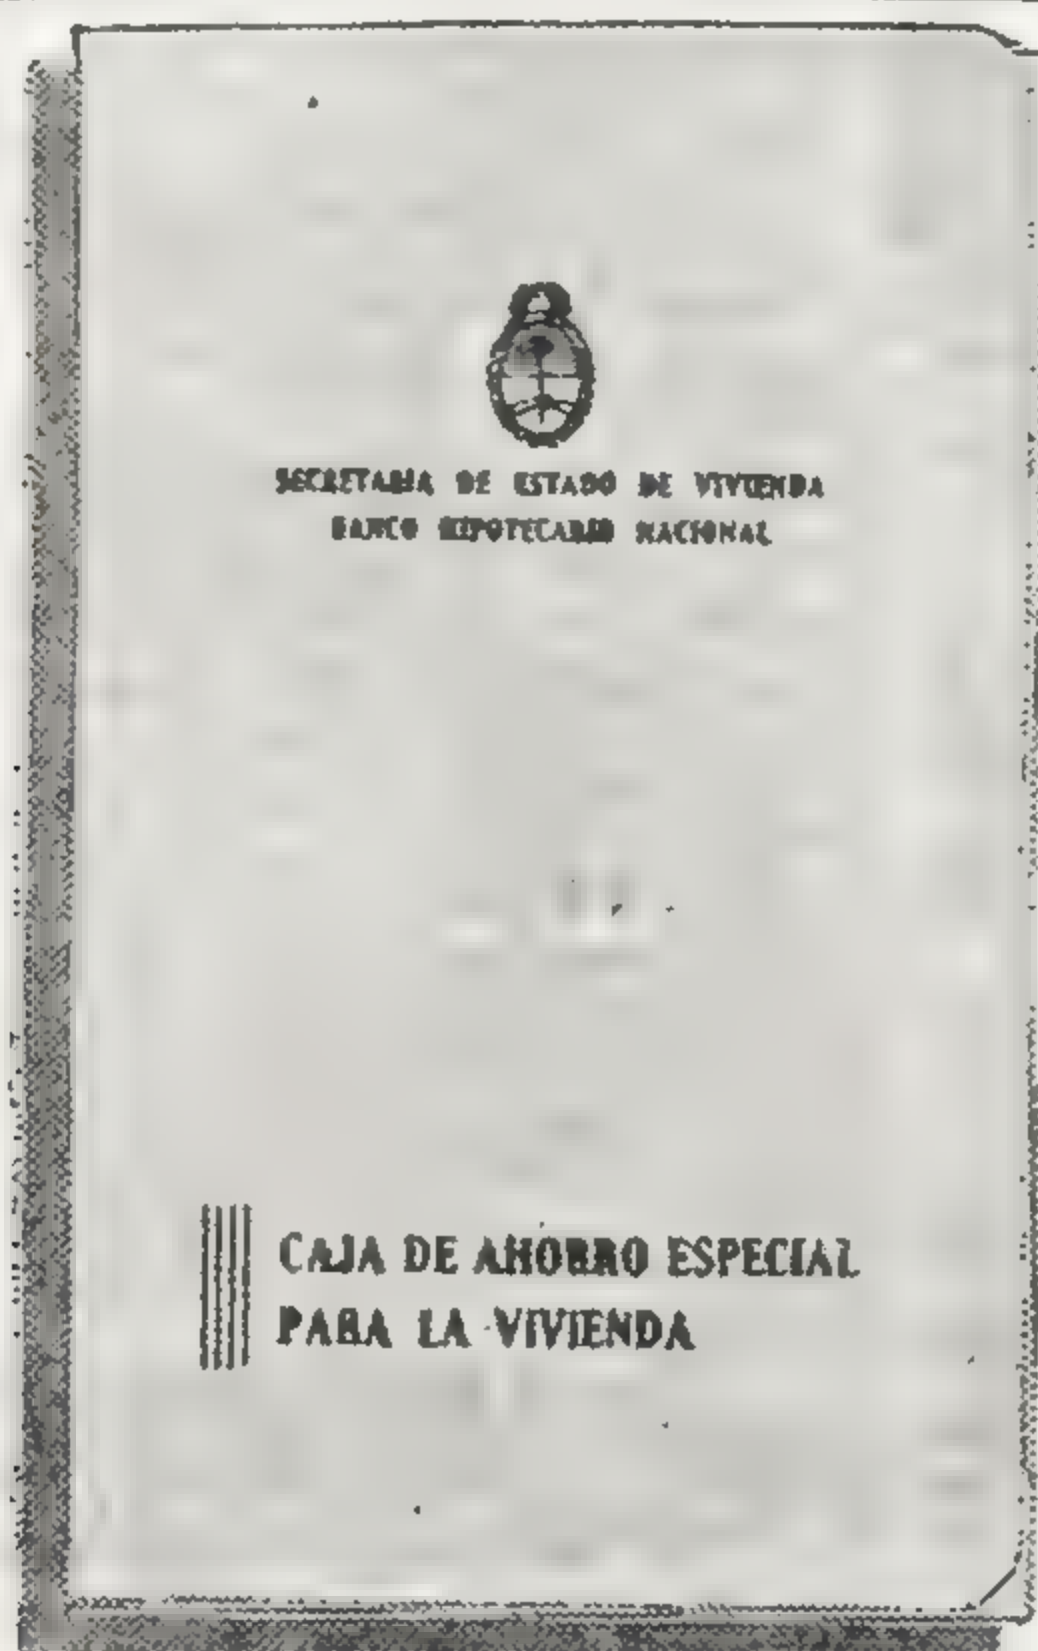 SECRETARIA DE ESTADO DE VIVIENDA
BANCO HIPOTECARIO NACIONAL
CAJA DE AHORRO ESPECIAL
PARA LA VIVIENDA